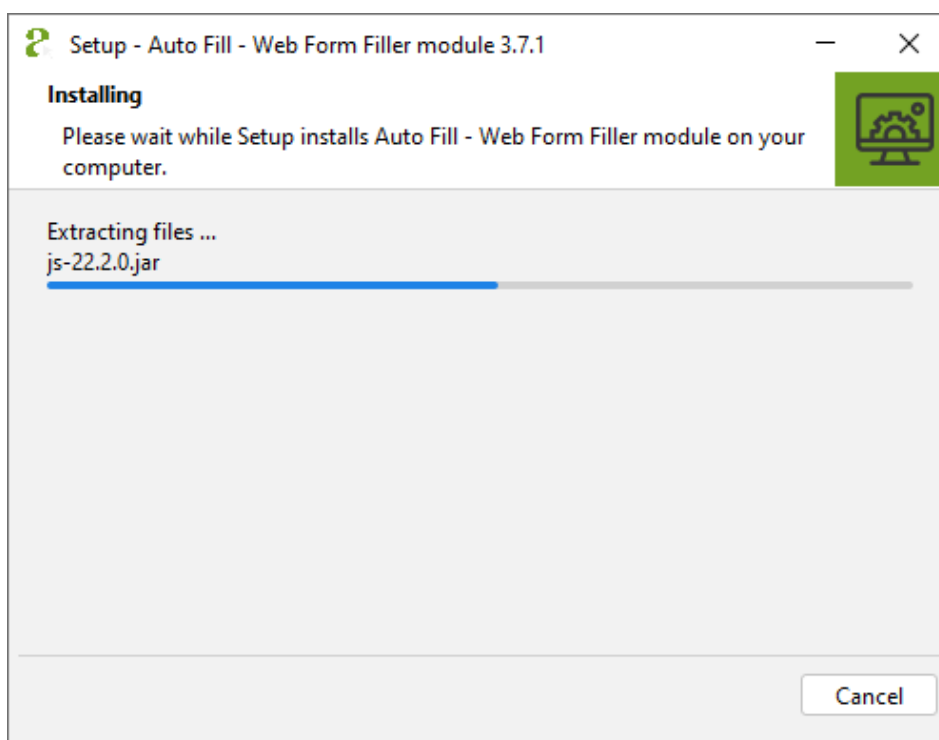 Setup - Auto Fill - Web Form Filler module 3.7.1
Installing
Please wait while Setup installs Auto Fill - Web Form Filler module on your
computer.
Extracting files ...
js-22.2.0.jar
Cancel